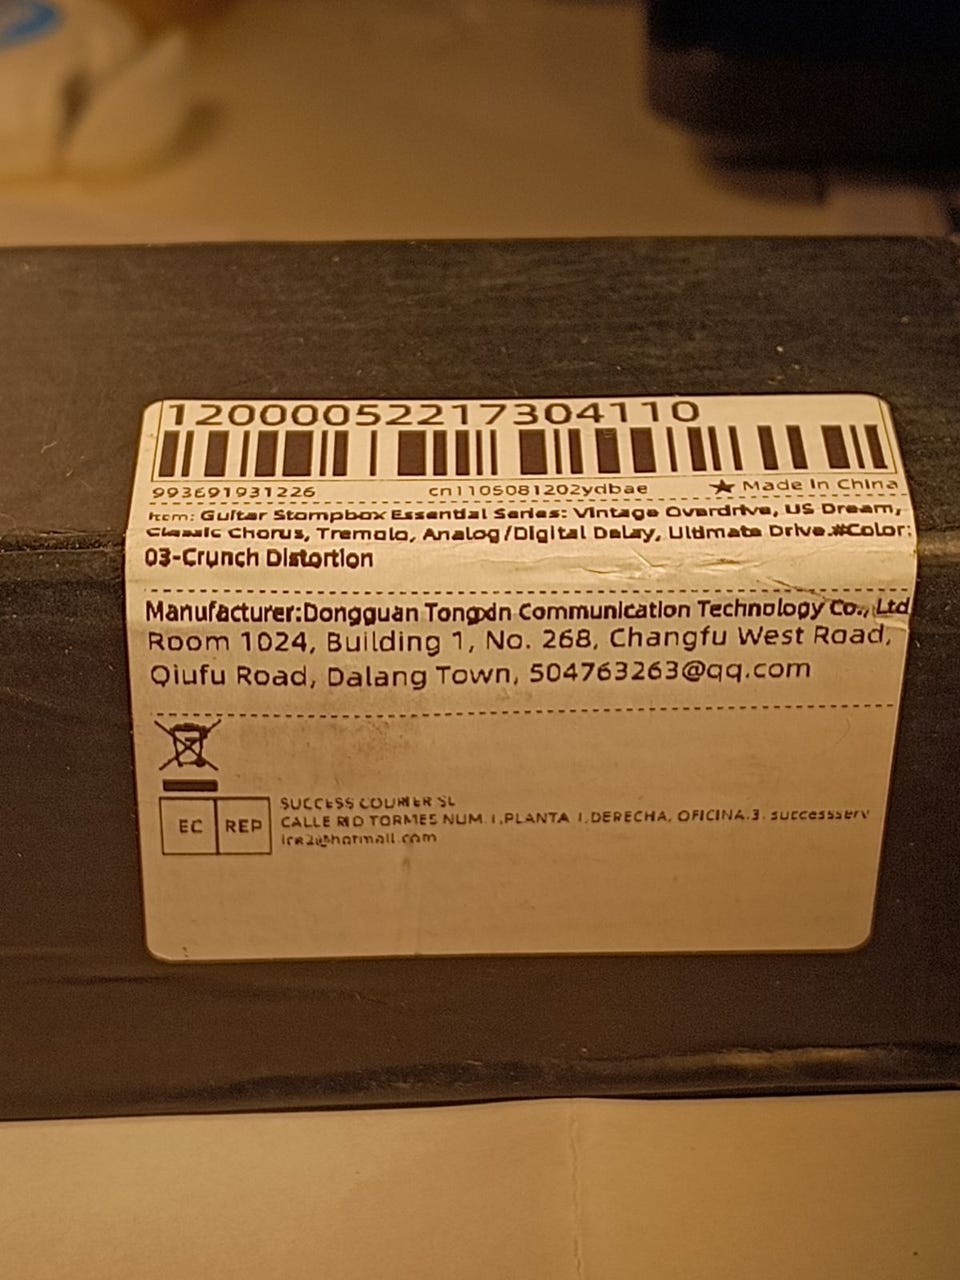 12000052217304110
993691931226 cn1105081202ydbae ★ Made In China
Item: Guitar Stompbox Essential Series: Vintage Overdrive, US Dream,
Classic Chorus, Tremolo, Analog/Digital Delay, Ultimate Drive.#Color:
03-Crunch Distortion
Manufacturer:Dongguan Tongxin Communication Technology Co., Ltd
Room 1024, Building 1, No. 268, Changfu West Road,
Qiufu Road, Dalang Town, 504763263@qq.com
EC REP
SUCCESS COURIER SL
CALLE RIO TORMES NUM. 1,PLANTA 1,DERECHA, OFICINA.3. successserv
ice2@hotmail.com